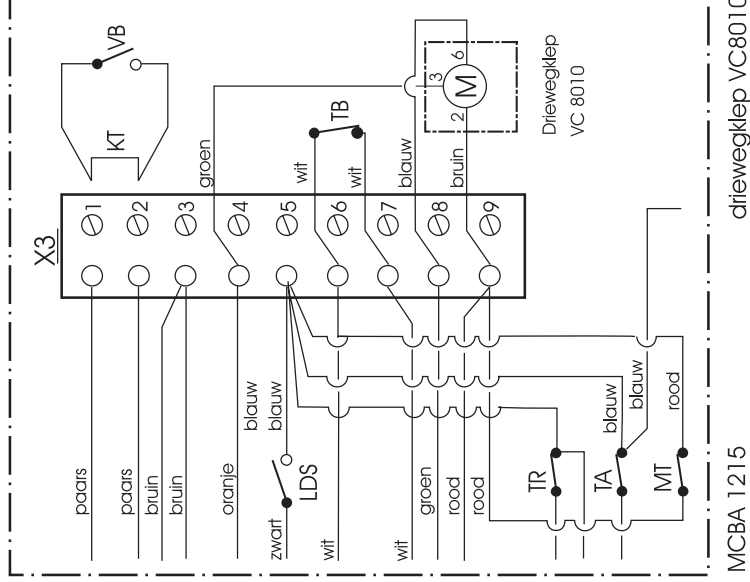 VB
KT
groen
wit
TB
wit
blauw
bruin
3
6
2
M
Driewegklep
VC 8010
driewegklep VC8010
X3
1
2
3
4
5
6
7
8
9
paars
paars
bruin
bruin
oranje
blauw
blauw
zwart
LDS
wit
wit
groen
rood
rood
TR
TA
MT
blauw
blauw
rood
MCBA 1215